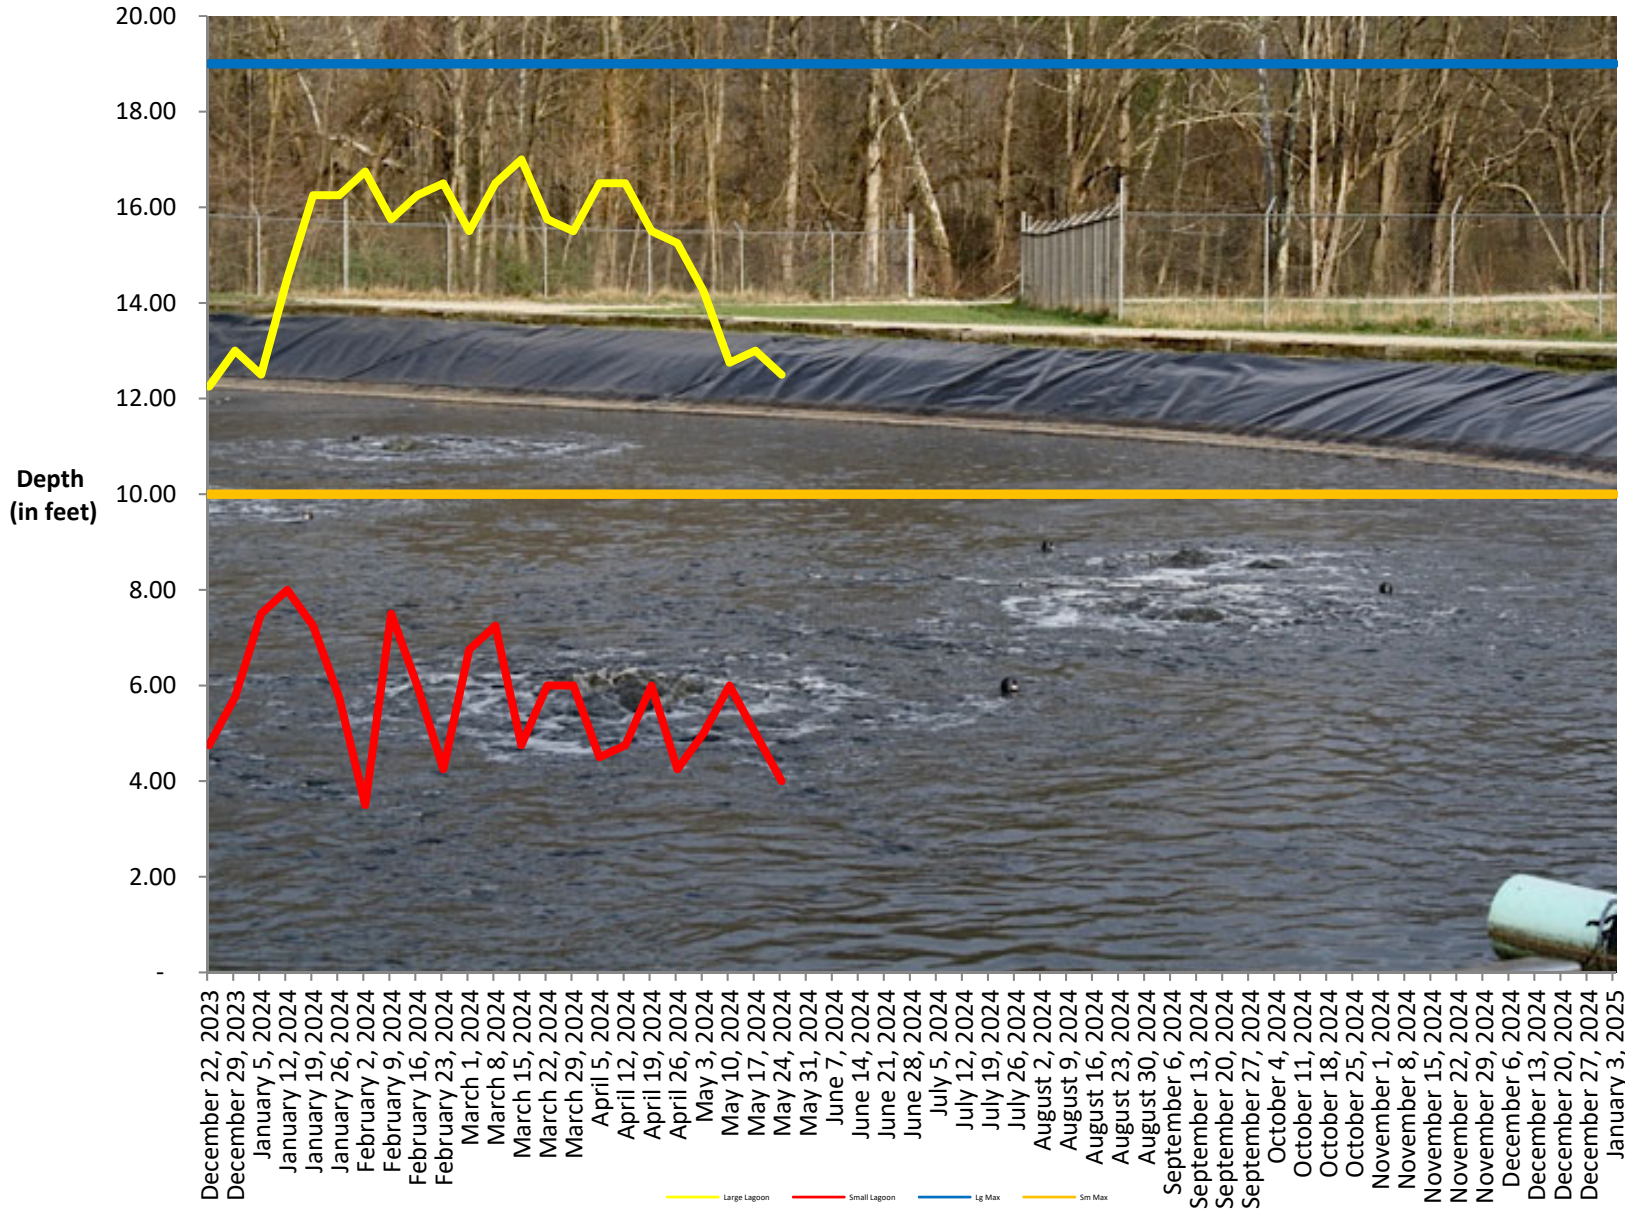 20.00
18.00
16.00
14.00
12.00
10.00
8.00
6.00
4.00
2.00
-
Depth
(in feet)
December 22, 2023
December 29, 2023
January 5, 2024
January 12, 2024
January 19, 2024
January 26, 2024
February 2, 2024
February 9, 2024
February 16, 2024
February 23, 2024
March 1, 2024
March 8, 2024
March 15, 2024
March 22, 2024
March 29, 2024
April 5, 2024
April 12, 2024
April 19, 2024
April 26, 2024
May 3, 2024
May 10, 2024
May 17, 2024
May 24, 2024
May 31, 2024
June 7, 2024
June 14, 2024
June 21, 2024
June 28, 2024
July 5, 2024
July 12, 2024
July 19, 2024
July 26, 2024
August 2, 2024
August 9, 2024
August 16, 2024
August 23, 2024
August 30, 2024
September 6, 2024
September 13, 2024
September 20, 2024
September 27, 2024
October 4, 2024
October 11, 2024
October 18, 2024
October 25, 2024
November 1, 2024
November 8, 2024
November 15, 2024
November 22, 2024
November 29, 2024
December 6, 2024
December 13, 2024
December 20, 2024
December 27, 2024
January 3, 2025
Large Lagoon
Small Lagoon
Lg Max
Sm Max